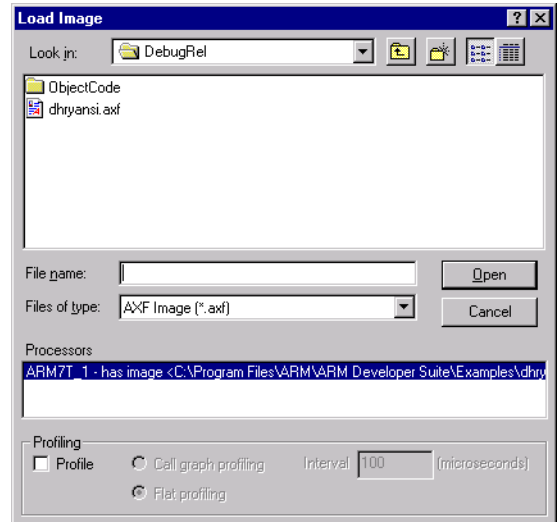 Load Image
Look in: DebugRel
ObjectCode
dhryansi.axf
File name: Open
Files of type: AXF Image (*.axf) Cancel
Processors
ARM7T_1 - has image <C:\Program Files\ARM\ARM Developer Suite\Examples\dhry
Profiling
Profile Call graph profiling Interval 100 (microseconds)
Flat profiling